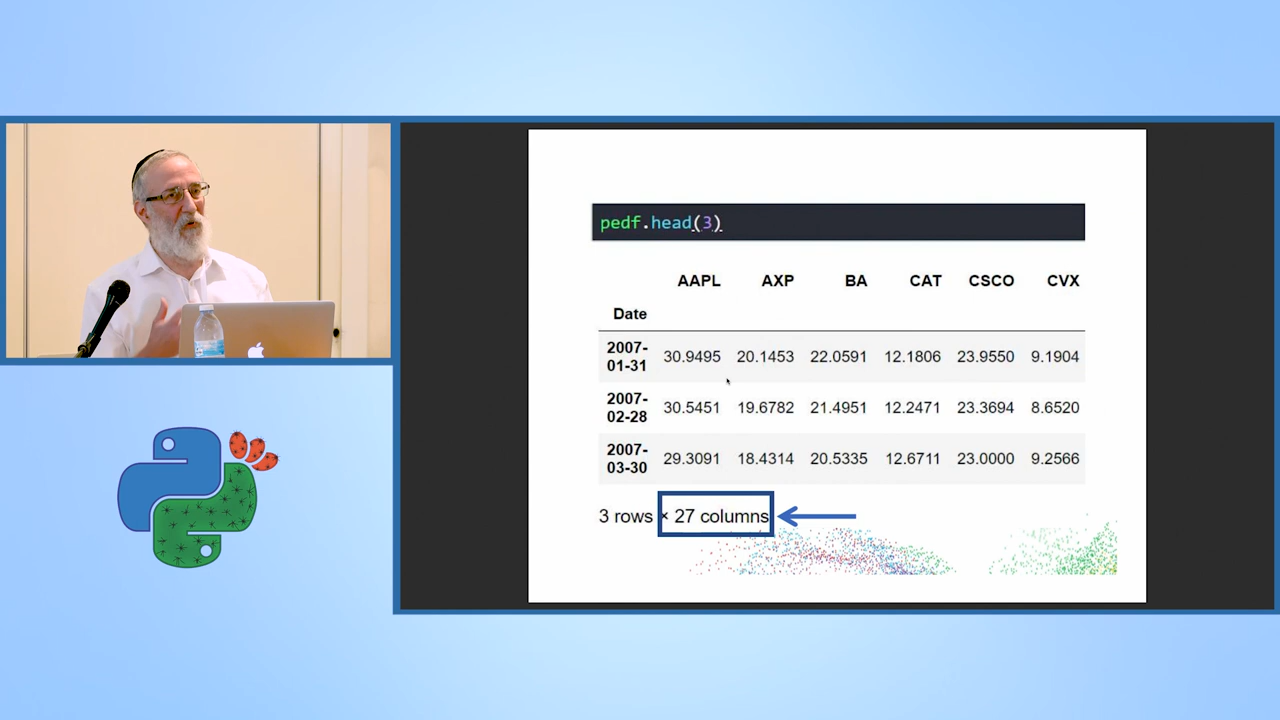 pedf.head(3)
AAPL AXP BA CAT CSCO CVX
Date
2007-01-31 30.9495 20.1453 22.0591 12.1806 23.9550 9.1904
2007-02-28 30.5451 19.6782 21.4951 12.2471 23.3694 8.6520
2007-03-30 29.3091 18.4314 20.5335 12.6711 23.0000 9.2566
3 rows × 27 columns